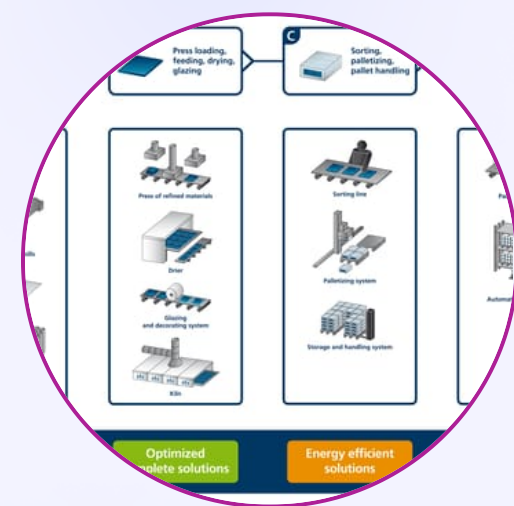 Press loading,
feeding, drying,
glazing
C
Sorting,
palletizing,
pallet handling
Press of refined materials
Drier
Glazing
and decorating system
Kiln
Sorting line
Palletizing system
Storage and handling system
Optimized
solutions
Energy efficient
solutions